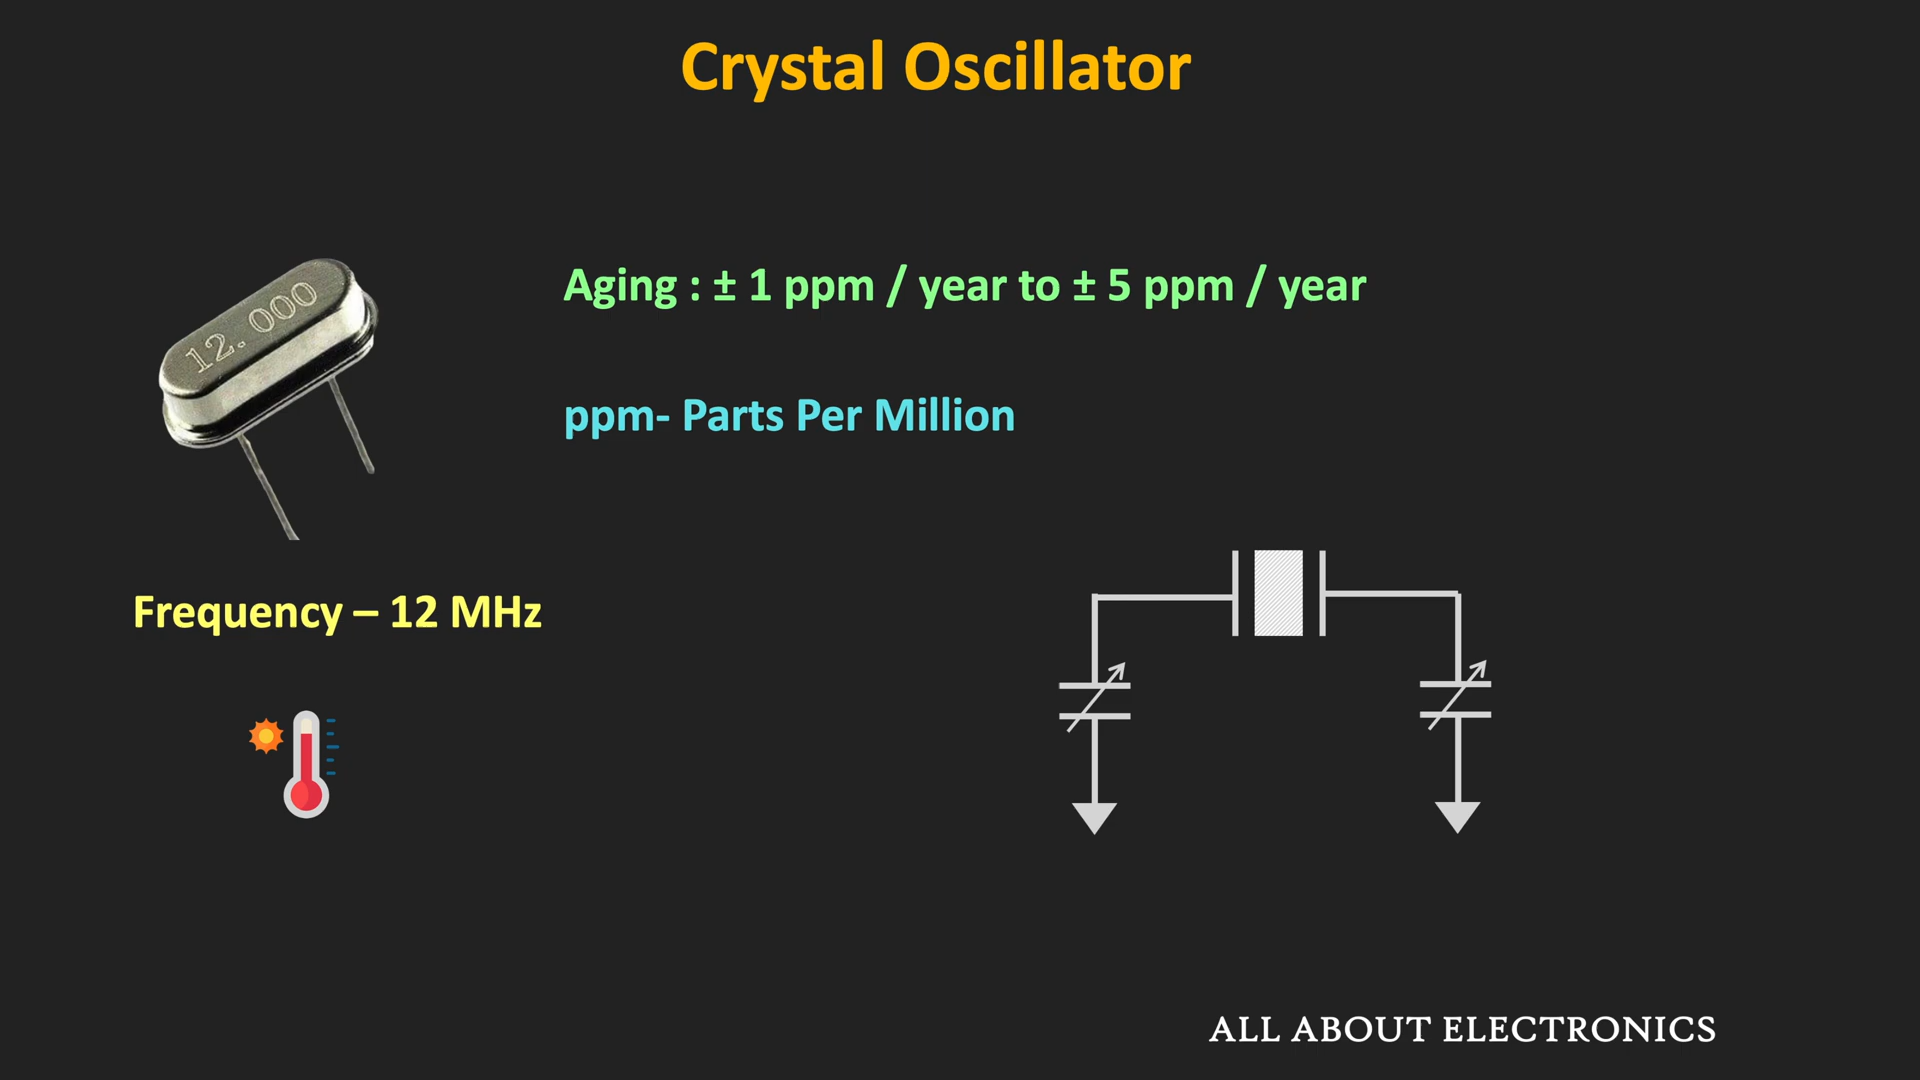 Crystal Oscillator
12. 000
Aging : ± 1 ppm / year to ± 5 ppm / year
ppm- Parts Per Million
Frequency – 12 MHz
ALL ABOUT ELECTRONICS